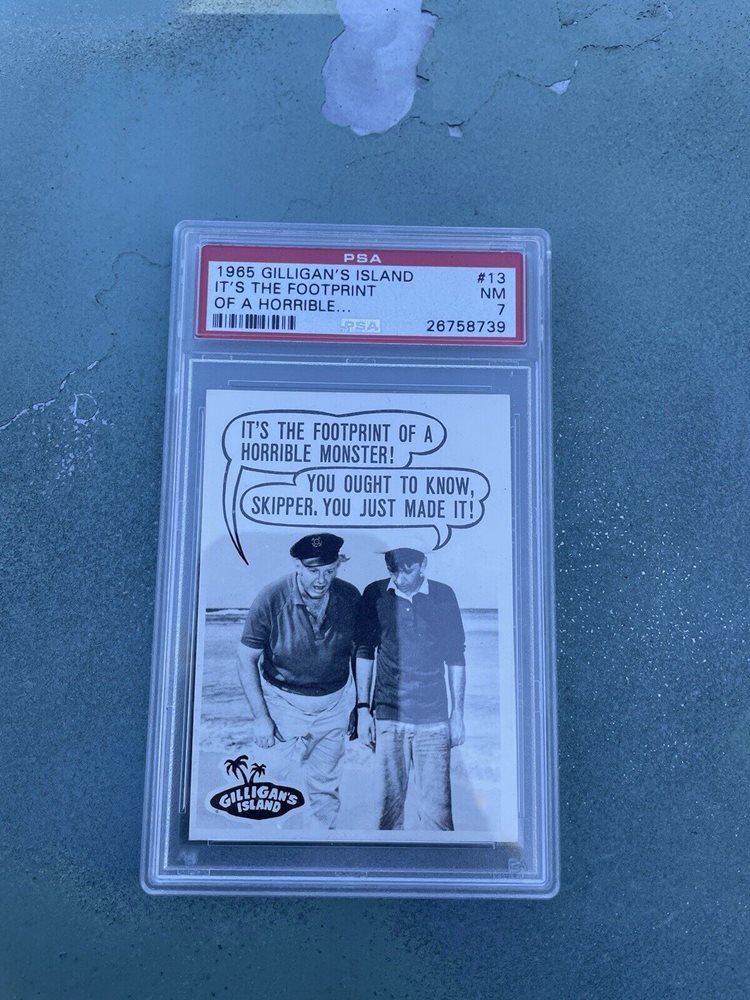 PSA
1965 GILLIGAN'S ISLAND #13
IT'S THE FOOTPRINT NM
OF A HORRIBLE... 7
PSA 26758739
IT'S THE FOOTPRINT OF A
HORRIBLE MONSTER!
YOU OUGHT TO KNOW,
SKIPPER. YOU JUST MADE IT!
GILLIGAN'S
ISLAND
PSA